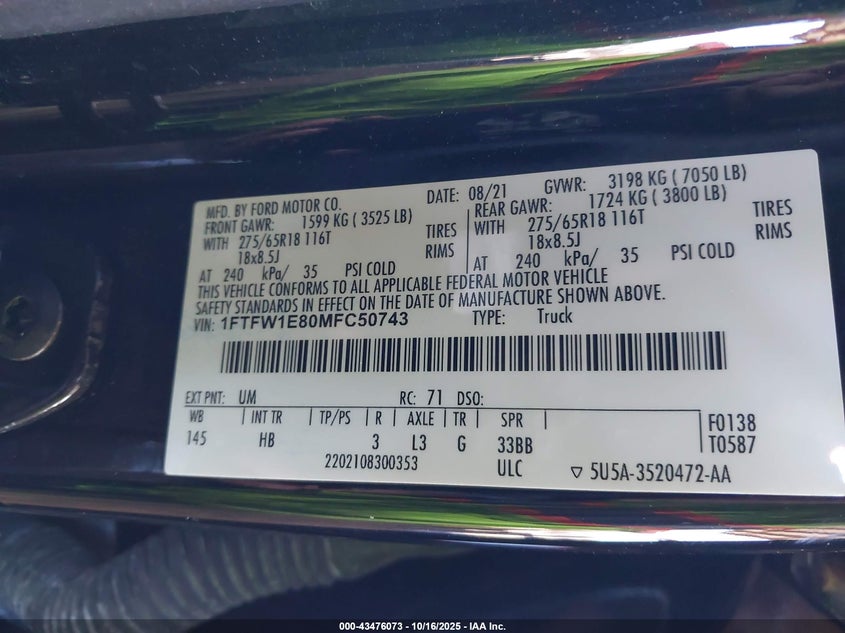 MFD. BY FORD MOTOR CO. DATE: 08/21 GVWR: 3198 KG ( 7050 LB)
FRONT GAWR: 1599 KG ( 3525 LB) REAR GAWR: 1724 KG ( 3800 LB)
WITH 275/65R18 116T TIRES WITH 275/65R18 116T TIRES
18x8.5J RIMS 18x8.5J RIMS
AT 240 kPa/ 35 PSI COLD AT 240 kPa/ 35 PSI COLD
THIS VEHICLE CONFORMS TO ALL APPLICABLE FEDERAL MOTOR VEHICLE
SAFETY STANDARDS IN EFFECT ON THE DATE OF MANUFACTURE SHOWN ABOVE.
VIN: 1FTFW1E80MFC50743 TYPE: Truck
EXT PNT: UM RC: 71 DSO:
WB INT TR TP/PS R AXLE TR SPR F0138
145 HB 3 L3 G 33BB T0587
2202108300353 ULC ▽ 5U5A-3520472-AA
000-43476073 - 10/16/2025 - IAA Inc.